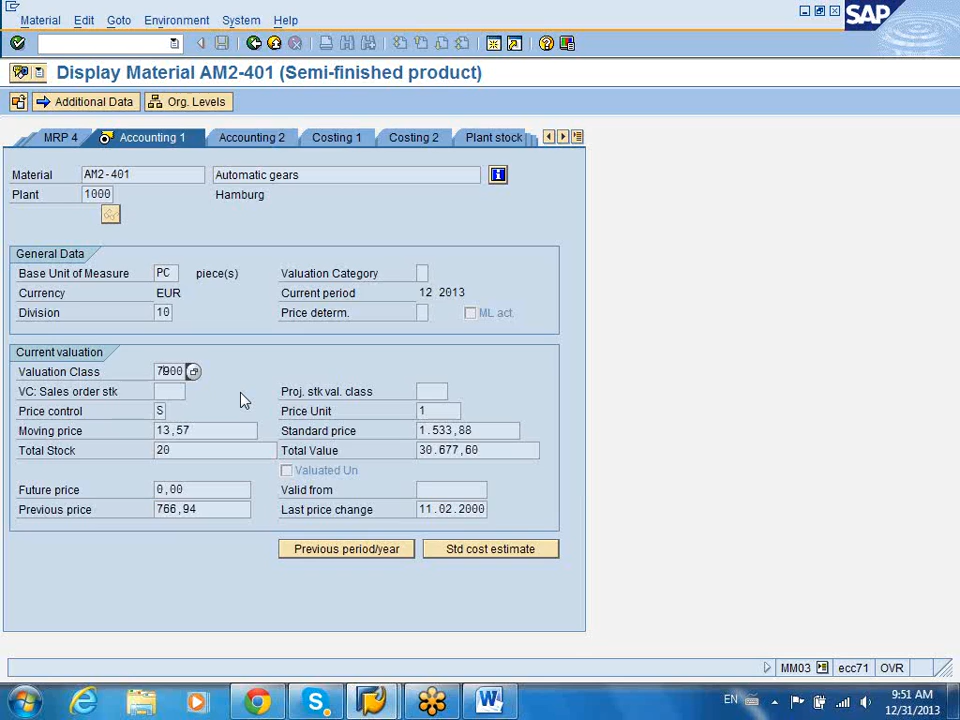 Material Edit Goto Environment System Help
SAP
Display Material AM2-401 (Semi-finished product)
Additional Data Org. Levels
MRP 4 Accounting 1 Accounting 2 Costing 1 Costing 2 Plant stock
Material AM2-401 Automatic gears
Plant 1000 Hamburg
General Data
Base Unit of Measure PC piece(s) Valuation Category
Currency EUR Current period 12 2013
Division 10 Price determ. ML act
Current valuation
Valuation Class 7900
VC: Sales order stk Proj. stk val. class
Price control S Price Unit 1
Moving price 13,57 Standard price 1.533,88
Total Stock 20 Total Value 30.677,60
Valuated Un
Future price 0,00 Valid from
Previous price 766,94 Last price change 11.02.2000
Previous period/year Std cost estimate
MM03 ecc71 OVR
EN 9:51 AM
12/31/2013